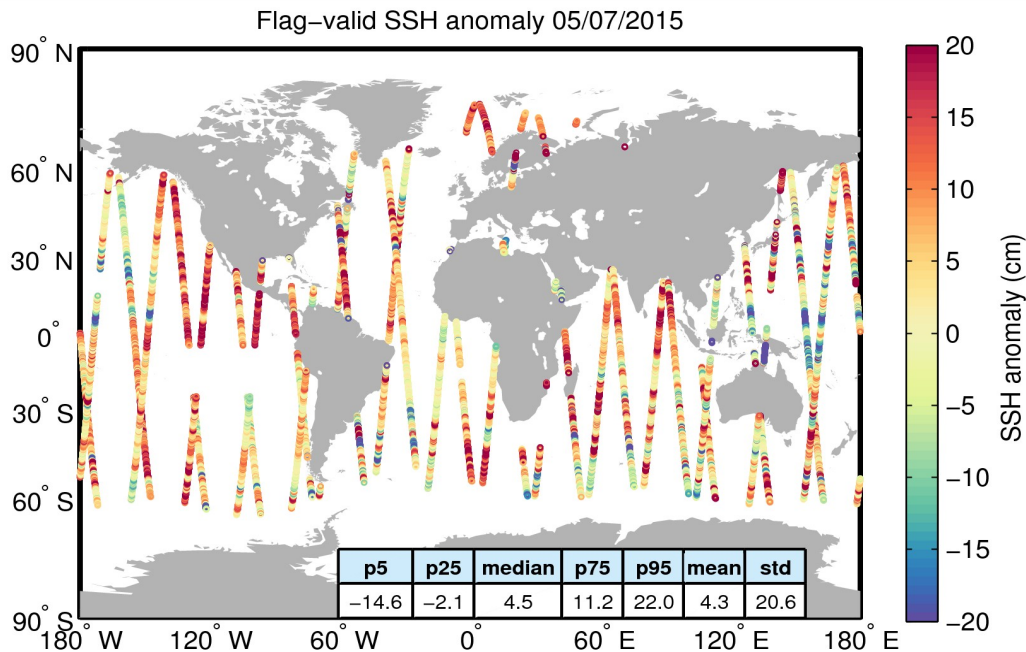 Flag−valid SSH anomaly 05/07/2015
90° N
60° N
30° N
0°
30° S
60° S
90° S
180° W
120° W
60° W
0°
60° E
120° E
180° E
p5 p25 median p75 p95 mean std
−14.6 −2.1 4.5 11.2 22.0 4.3 20.6
20
15
10
5
0
−5
−10
−15
−20
SSH anomaly (cm)